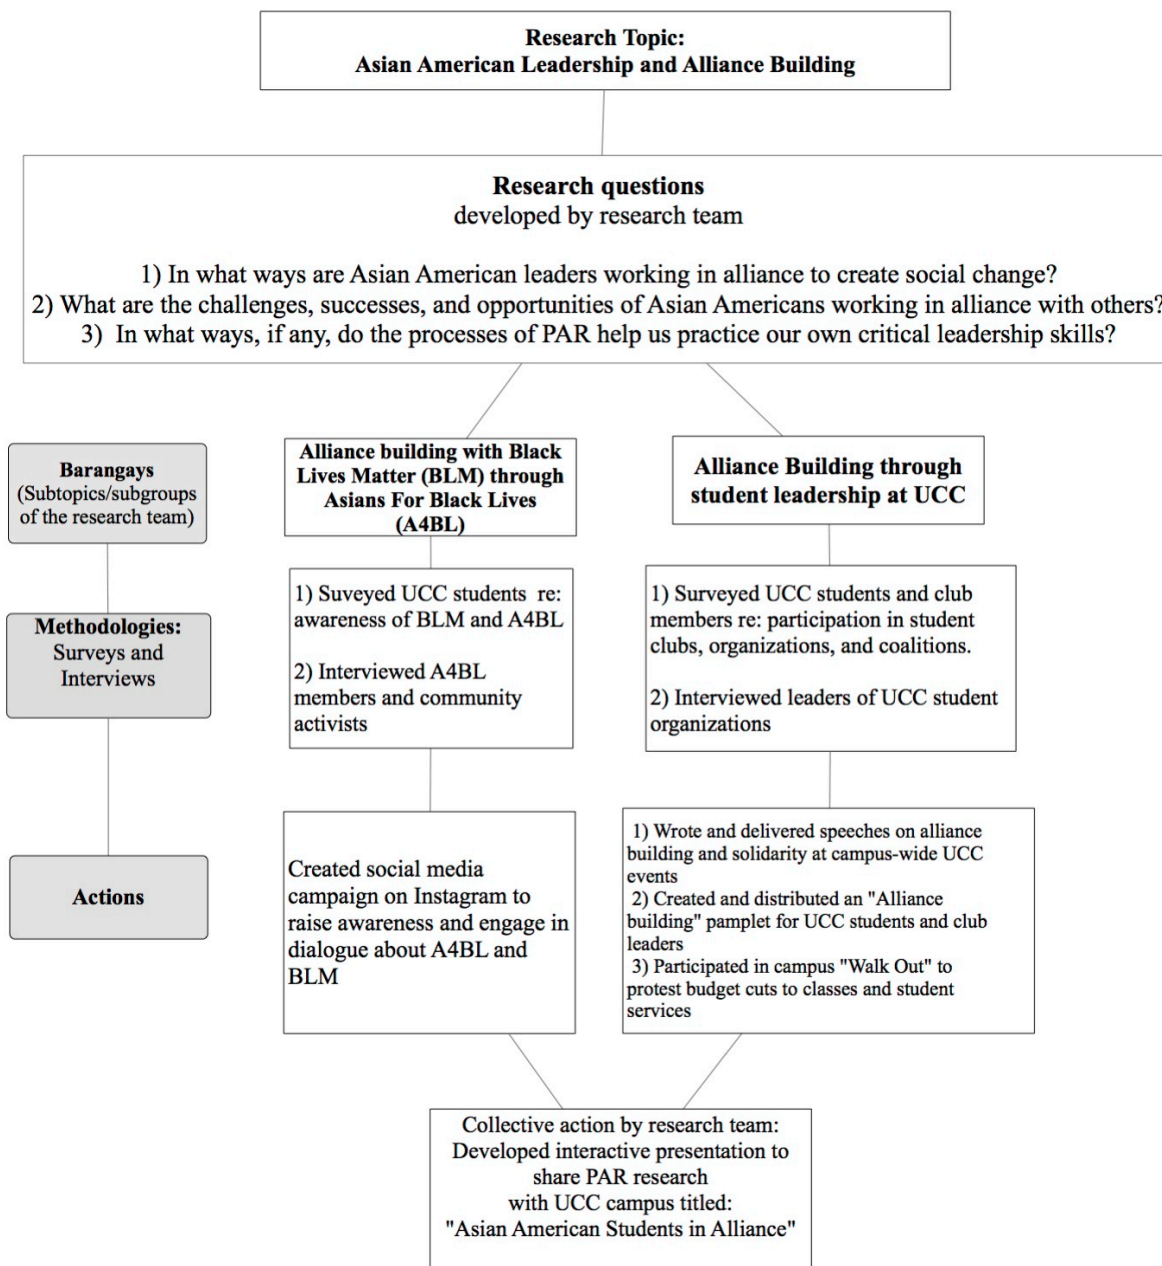 Research Topic:
Asian American Leadership and Alliance Building
Research questions
developed by research team
1) In what ways are Asian American leaders working in alliance to create social change?
2) What are the challenges, successes, and opportunities of Asian Americans working in alliance with others?
3) In what ways, if any, do the processes of PAR help us practice our own critical leadership skills?
Barangays
(Subtopics/subgroups
of the research team)
Alliance building with Black
Lives Matter (BLM) through
Asians For Black Lives
(A4BL)
Alliance Building through
student leadership at UCC
Methodologies:
Surveys and
Interviews
1) Suveyed UCC students re:
awareness of BLM and A4BL
2) Interviewed A4BL
members and community
activists
1) Surveyed UCC students and club
members re: participation in student
clubs, organizations, and coalitions.
2) Interviewed leaders of UCC student
organizations
Actions
Created social media
campaign on Instagram to
raise awareness and engage in
dialogue about A4BL and
BLM
1) Wrote and delivered speeches on alliance
building and solidarity at campus-wide UCC
events
2) Created and distributed an "Alliance
building" pamplet for UCC students and club
leaders
3) Participated in campus "Walk Out" to
protest budget cuts to classes and student
services
Collective action by research team:
Developed interactive presentation to
share PAR research
with UCC campus titled:
"Asian American Students in Alliance"